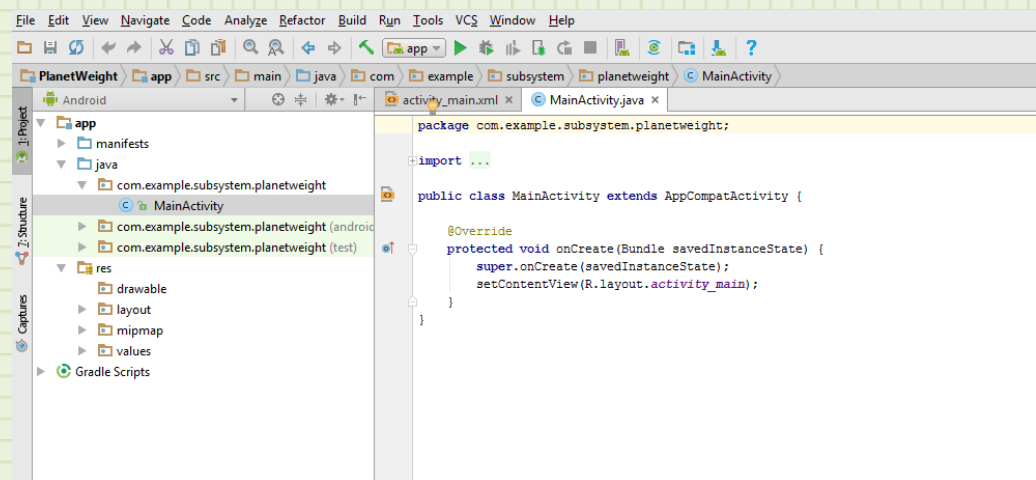 File Edit View Navigate Code Analyze Refactor Build Run Tools VCS Window Help
app
PlanetWeight app src main java com example subsystem planetweight MainActivity
Android
activity_main.xml MainActivity.java
1: Project
7: Structure
Captures
app
manifests
java
com.example.subsystem.planetweight
MainActivity
com.example.subsystem.planetweight (androic
com.example.subsystem.planetweight (test)
res
drawable
layout
mipmap
values
Gradle Scripts
package com.example.subsystem.planetweight;
import ...
public class MainActivity extends AppCompatActivity {
@Override
protected void onCreate(Bundle savedInstanceState) {
super.onCreate(savedInstanceState);
setContentView(R.layout.activity_main);
}
}